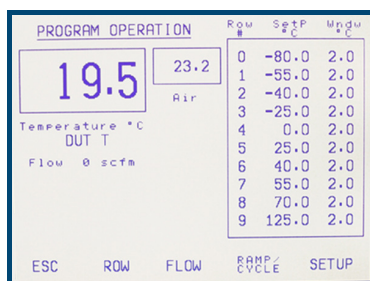 PROGRAM OPERATION
19.5
23.2
Air
Temperature °C
DUT T
Flow 0 scfm
Row SetP Wndw
# °C °C
0 -80.0 2.0
1 -55.0 2.0
2 -40.0 2.0
3 -25.0 2.0
4 0.0 2.0
5 25.0 2.0
6 40.0 2.0
7 55.0 2.0
8 70.0 2.0
9 125.0 2.0
ESC ROW FLOW RAMP/ SETUP
CYCLE